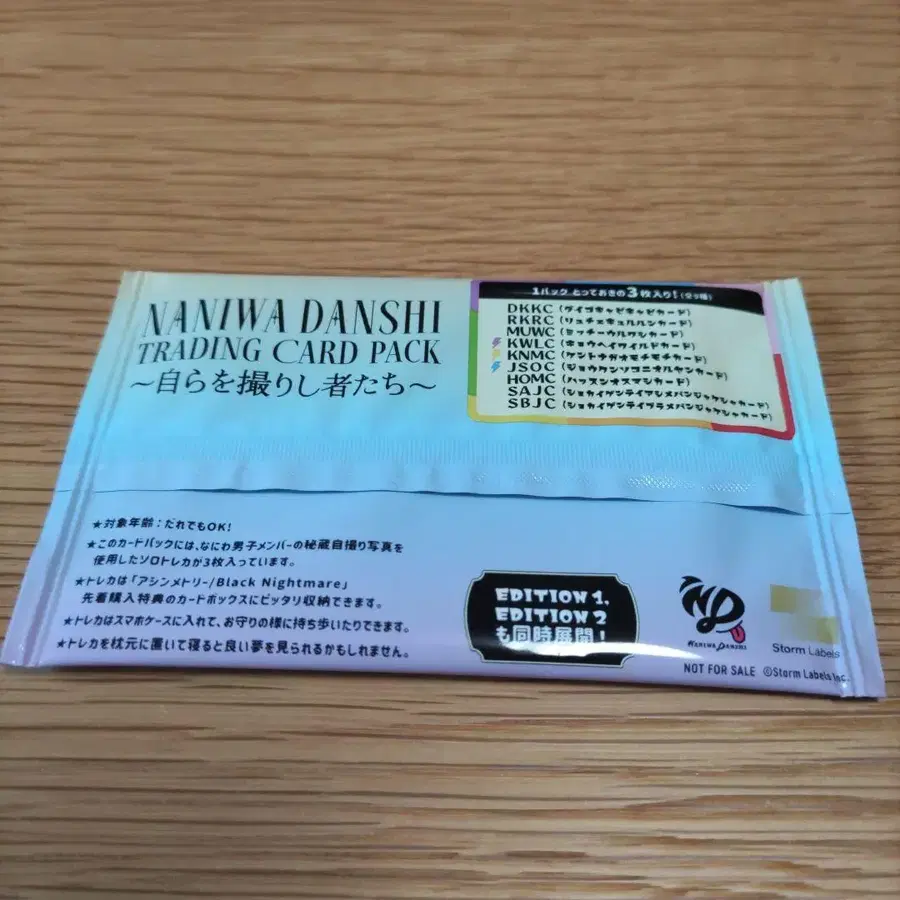 NANIWA DANSHI
TRADING CARD PACK
〜自らを撮りし者たち〜
1パック とっておきの3枚入り!(全9種)
DKKC (ダイゴキャピキャピカード)
RKRC (リュチェキュルルンカード)
MUWC (ミッチーウルワンカード)
KWLC (キョウヘイワイルドカード)
KNMC (ケントナガオモチモチカード)
JSOC (ジョウケンソコニオルヤンカード)
HOMC (ハッスンオスマシカード)
SAJC (ショカイゲンテイアシメバンジャケシャカード)
SBJC (ショカイゲンテイブラメバンジャケシャカード)
★対象年齢:だれでもOK!
★このカードパックには、なにわ男子メンバーの秘蔵自撮り写真を
使用したソロトレカが3枚入っています。
★トレカは「アシンメトリー/Black Nightmare」
先着購入特典のカードボックスにピッタリ収納できます。
★トレカはスマホケースに入れて、お守りの様に持ち歩いたりできます。
★トレカを枕元に置いて寝ると良い夢を見られるかもしれません。
EDITION 1,
EDITION 2
も同時展開!
ND
NANIWA DANSHI
Storm Labels
NOT FOR SALE ©Storm Labels Inc.